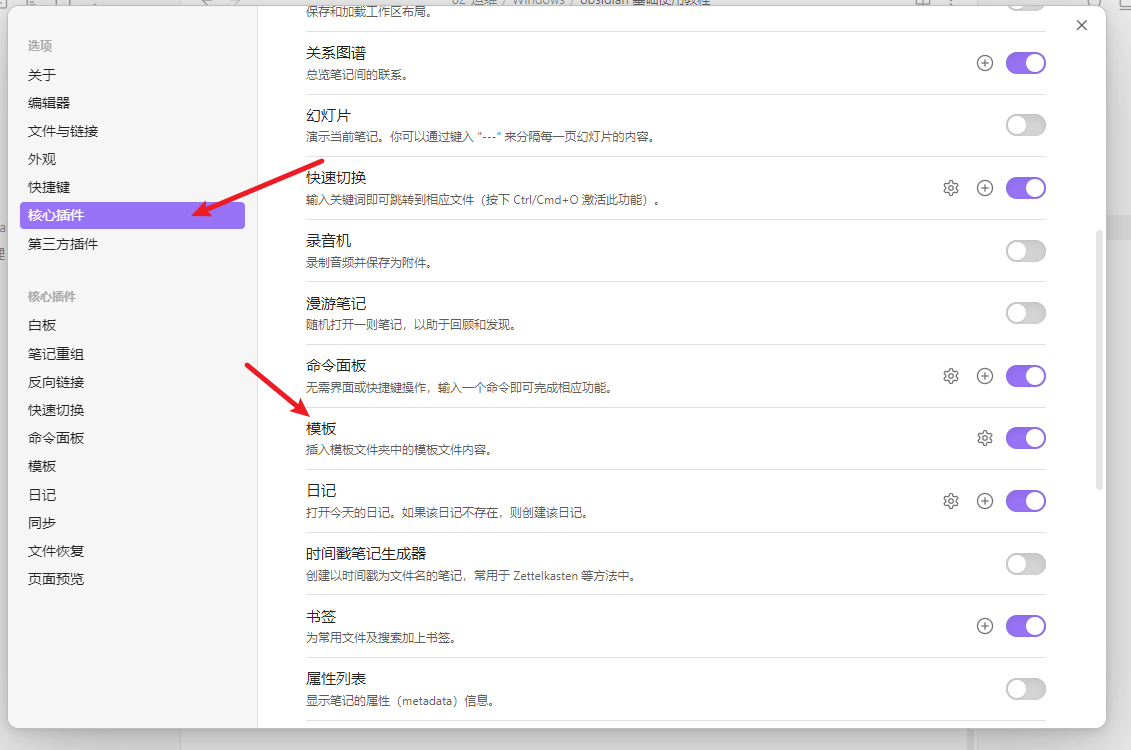 02 运维 / Windows / obsidian 基础使用教程
保存和加载工作区布局。
选项
关于
编辑器
文件与链接
外观
快捷键
核心插件
第三方插件
核心插件
白板
笔记重组
反向链接
快速切换
命令面板
模板
日记
同步
文件恢复
页面预览
关系图谱
总览笔记间的联系。
幻灯片
演示当前笔记。你可以通过键入 "---" 来分隔每一页幻灯片的内容。
快速切换
输入关键词即可跳转到相应文件（按下 Ctrl/Cmd+O 激活此功能）。
录音机
录制音频并保存为附件。
漫游笔记
随机打开一则笔记，以助于回顾和发现。
命令面板
无需界面或快捷键操作，输入一个命令即可完成相应功能。
模板
插入模板文件夹中的模板文件内容。
日记
打开今天的日记。如果该日记不存在，则创建该日记。
时间戳笔记生成器
创建以时间戳为文件名的笔记，常用于 Zettelkasten 等方法中。
书签
为常用文件及搜索加上书签。
属性列表
显示笔记的属性（metadata）信息。